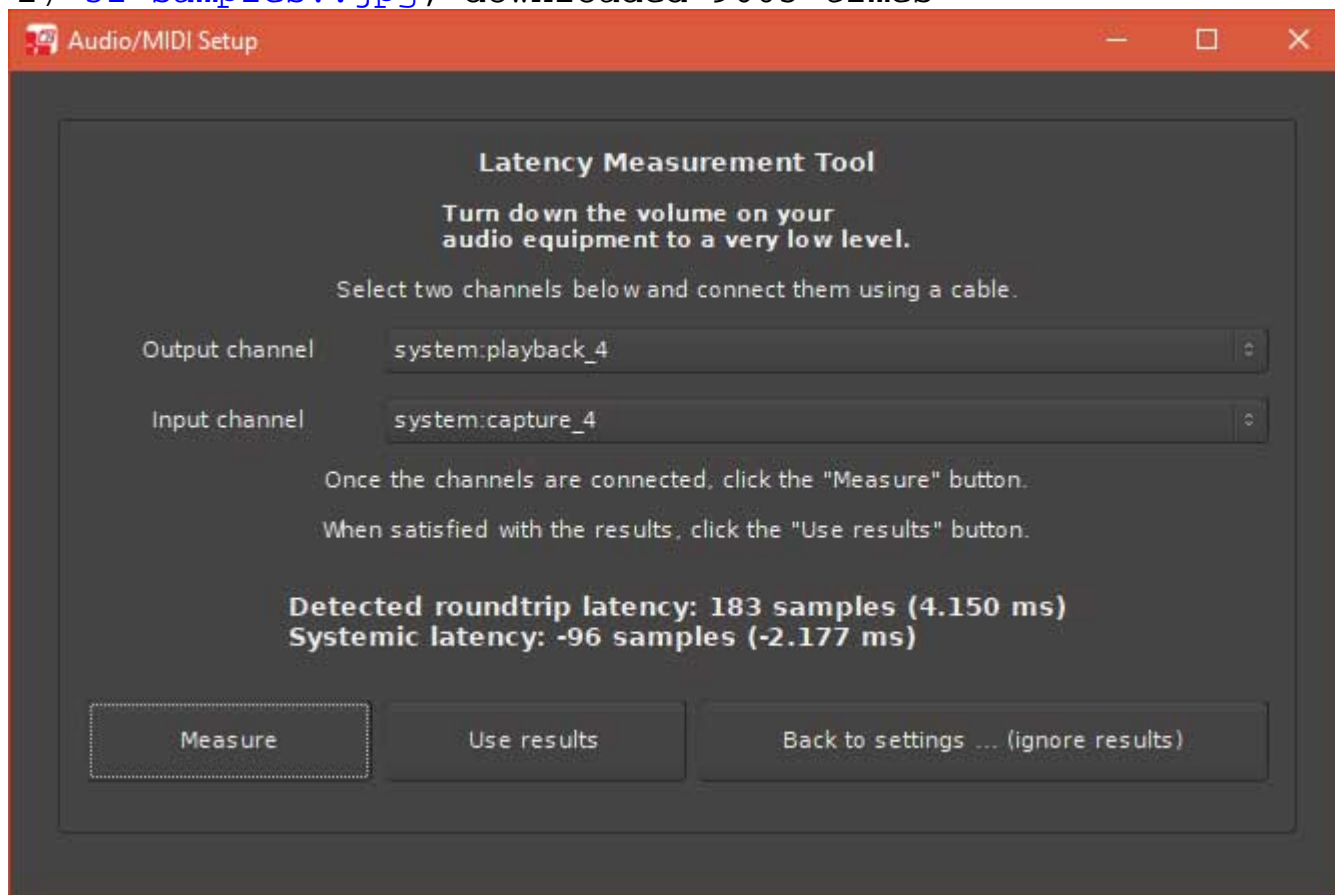 Audio/MIDI Setup
Latency Measurement Tool
Turn down the volume on your
audio equipment to a very low level.
Select two channels below and connect them using a cable.
Output channel system:playback_4
Input channel system:capture_4
Once the channels are connected, click the "Measure" button.
When satisfied with the results, click the "Use results" button.
Detected roundtrip latency: 183 samples (4.150 ms)
Systemic latency: -96 samples (-2.177 ms)
Measure Use results Back to settings ... (ignore results)